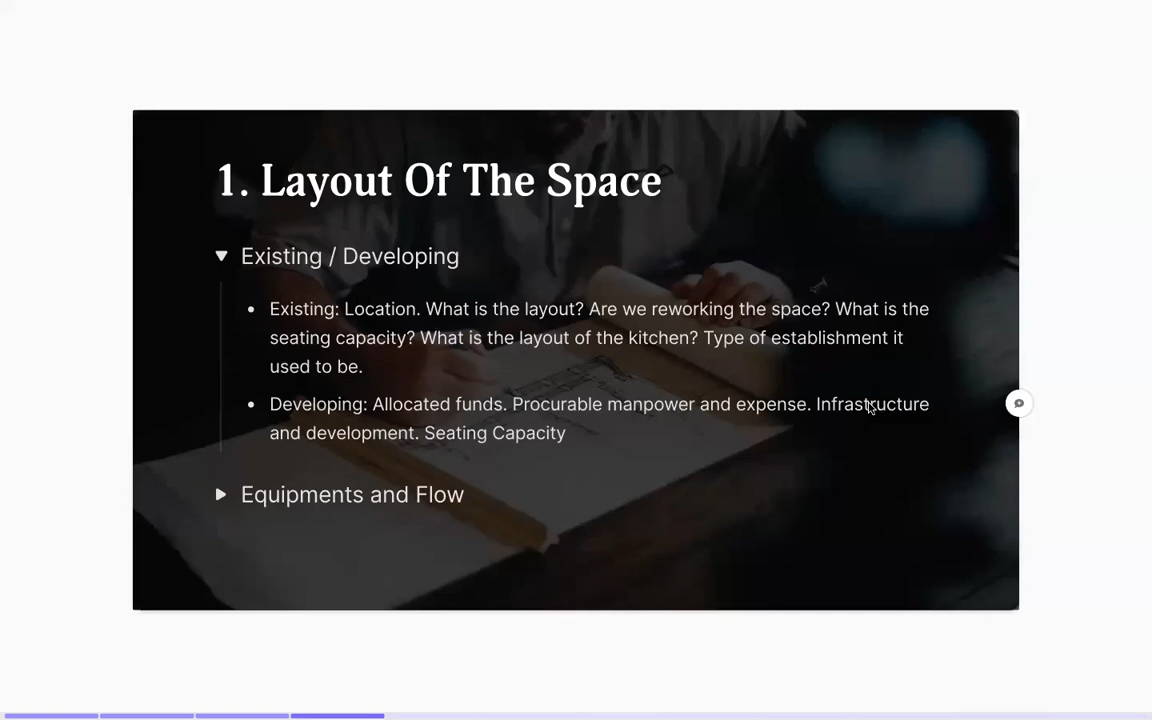 1. Layout Of The Space
Existing / Developing
Existing: Location. What is the layout? Are we reworking the space? What is the
seating capacity? What is the layout of the kitchen? Type of establishment it
used to be.
Developing: Allocated funds. Procurable manpower and expense. Infrastructure
and development. Seating Capacity
Equipments and Flow